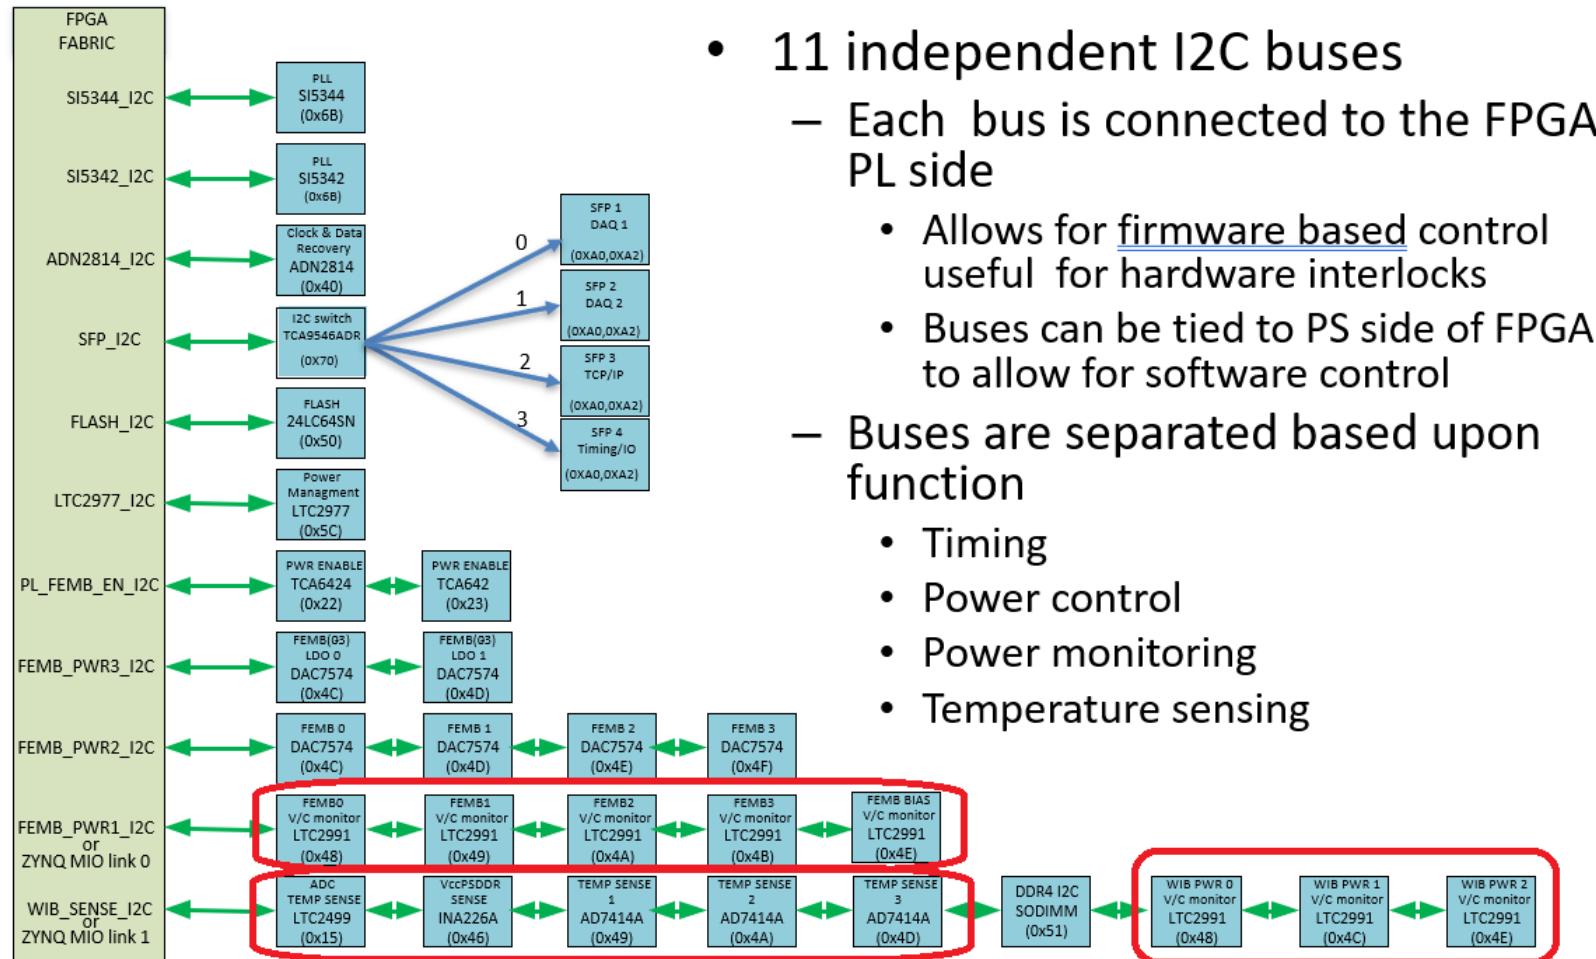 FPGA
FABRIC
SI5344_I2C
PLL
SI5344
(0x6B)
SI5342_I2C
PLL
SI5342
(0x6B)
ADN2814_I2C
Clock & Data
Recovery
ADN2814
(0x40)
SFP_I2C
I2C switch
TCA9546ADR
(0X70)
0
1
2
3
SFP 1
DAQ 1
(0XA0,0XA2)
SFP 2
DAQ 2
(0XA0,0XA2)
SFP 3
TCP/IP
(0XA0,0XA2)
SFP 4
Timing/IO
(0XA0,0XA2)
FLASH_I2C
FLASH
24LC64SN
(0x50)
LTC2977_I2C
Power
Managment
LTC2977
(0x5C)
PL_FEMB_EN_I2C
PWR ENABLE
TCA6424
(0x22)
PWR ENABLE
TCA642
(0x23)
FEMB_PWR3_I2C
FEMB(03)
LDO 0
DAC7574
(0x4C)
FEMB(03)
LDO 1
DAC7574
(0x4D)
FEMB_PWR2_I2C
FEMB 0
DAC7574
(0x4C)
FEMB 1
DAC7574
(0x4D)
FEMB 2
DAC7574
(0x4E)
FEMB 3
DAC7574
(0x4F)
FEMB_PWR1_I2C
or
ZYNQ MIO link 0
FEMB0
V/C monitor
LTC2991
(0x48)
FEMB1
V/C monitor
LTC2991
(0x49)
FEMB2
V/C monitor
LTC2991
(0x4A)
FEMB3
V/C monitor
LTC2991
(0x4B)
FEMB BIAS
V/C monitor
LTC2991
(0x4E)
WIB_SENSE_I2C
or
ZYNQ MIO link 1
ADC
TEMP SENSE
LTC2499
(0x15)
VccPSDDR
SENSE
INA226A
(0x46)
TEMP SENSE
1
AD7414A
(0x49)
TEMP SENSE
2
AD7414A
(0x4A)
TEMP SENSE
3
AD7414A
(0x4D)
DDR4 I2C
SODIMM
(0x51)
WIB PWR 0
V/C monitor
LTC2991
(0x48)
WIB PWR 1
V/C monitor
LTC2991
(0x4C)
WIB PWR 2
V/C monitor
LTC2991
(0x4E)
• 11 independent I2C buses
– Each bus is connected to the FPGA
PL side
• Allows for firmware based control
useful for hardware interlocks
• Buses can be tied to PS side of FPGA
to allow for software control
– Buses are separated based upon
function
• Timing
• Power control
• Power monitoring
• Temperature sensing